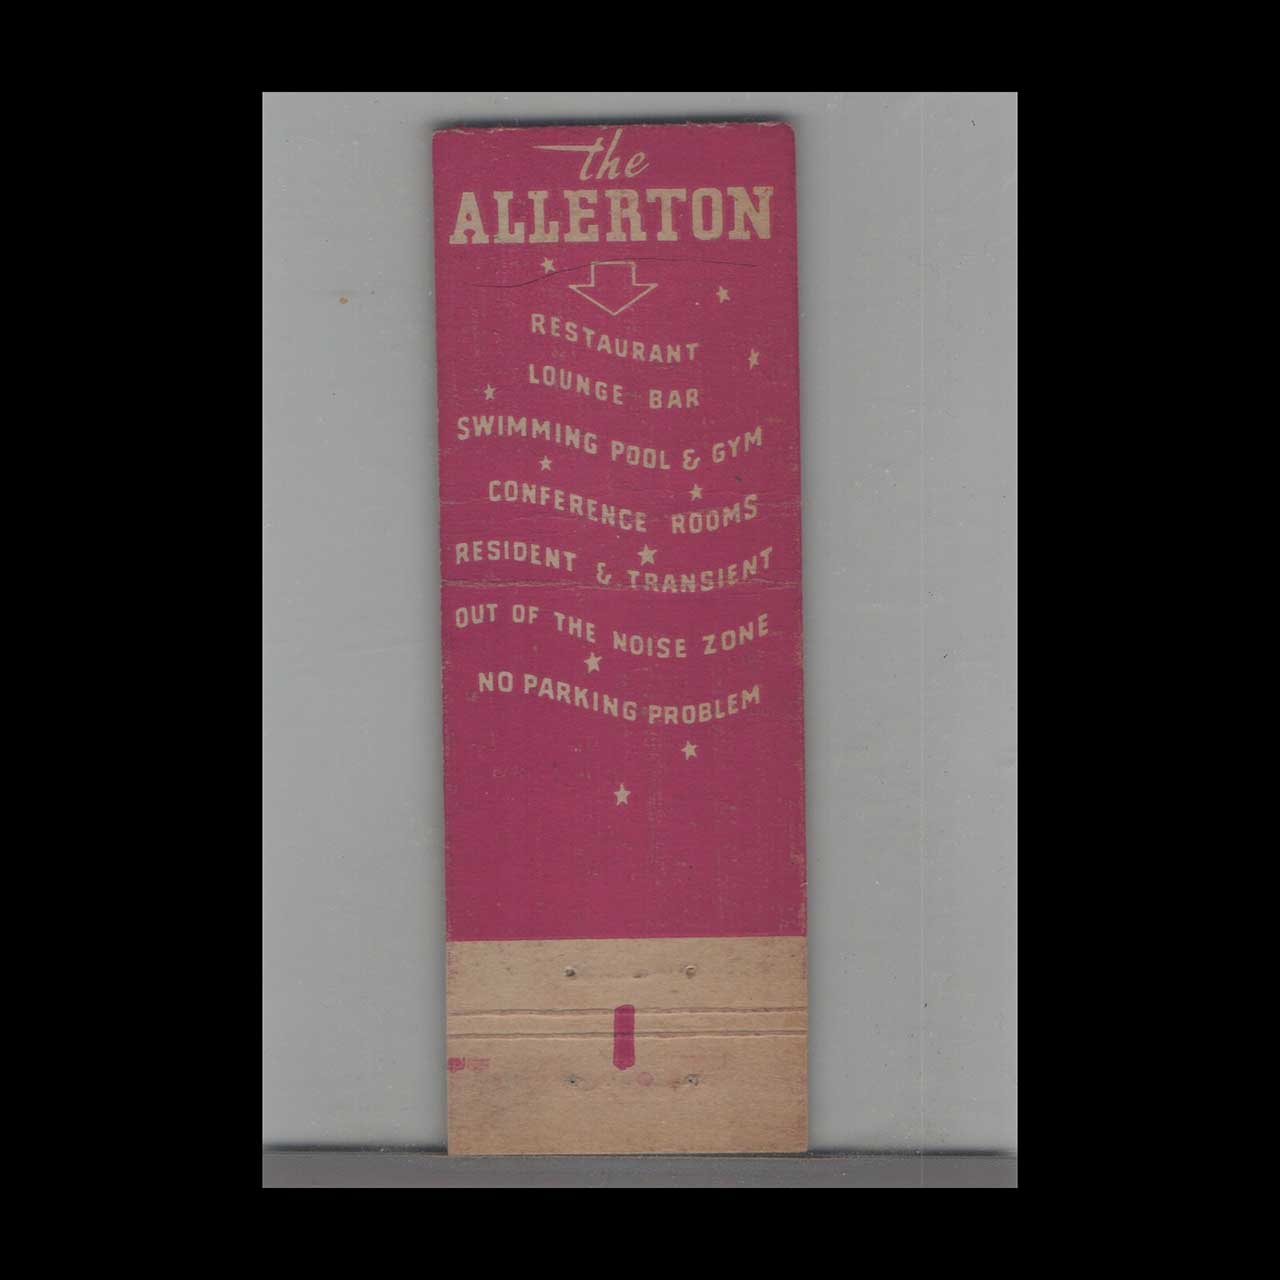 the
ALLERTON
RESTAURANT
LOUNGE BAR
SWIMMING POOL & GYM
CONFERENCE ROOMS
RESIDENT & TRANSIENT
OUT OF THE NOISE ZONE
NO PARKING PROBLEM